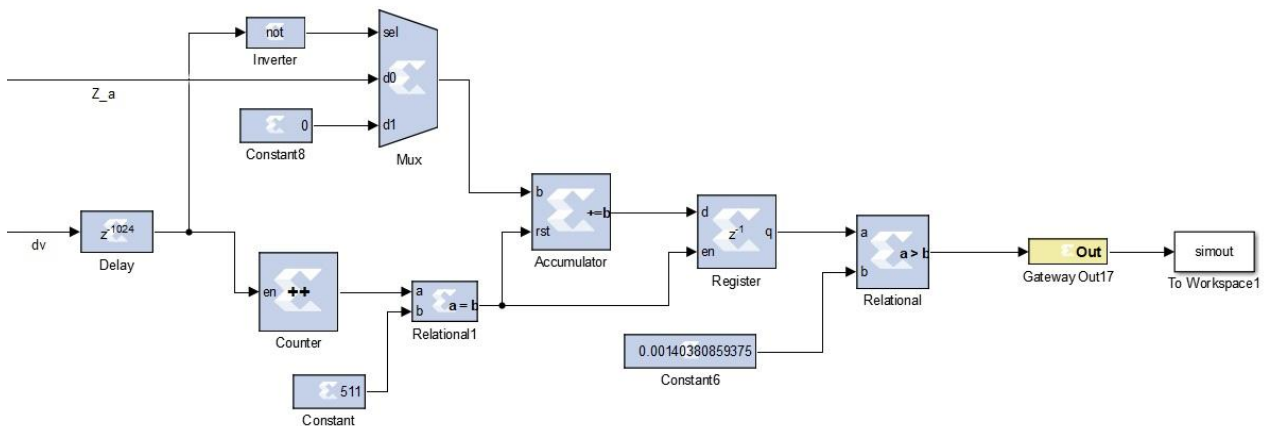 not
Inverter
sel
d0
d1
Mux
Z_a
0
Constant8
dv
z-1024
Delay
en
++
Counter
511
Constant
a
b
a = b
Relational1
b
rst
+=b
Accumulator
d
en
z-1
q
Register
0.00140380859375
Constant6
a
b
a > b
Relational
Out
Gateway Out17
simout
To Workspace1